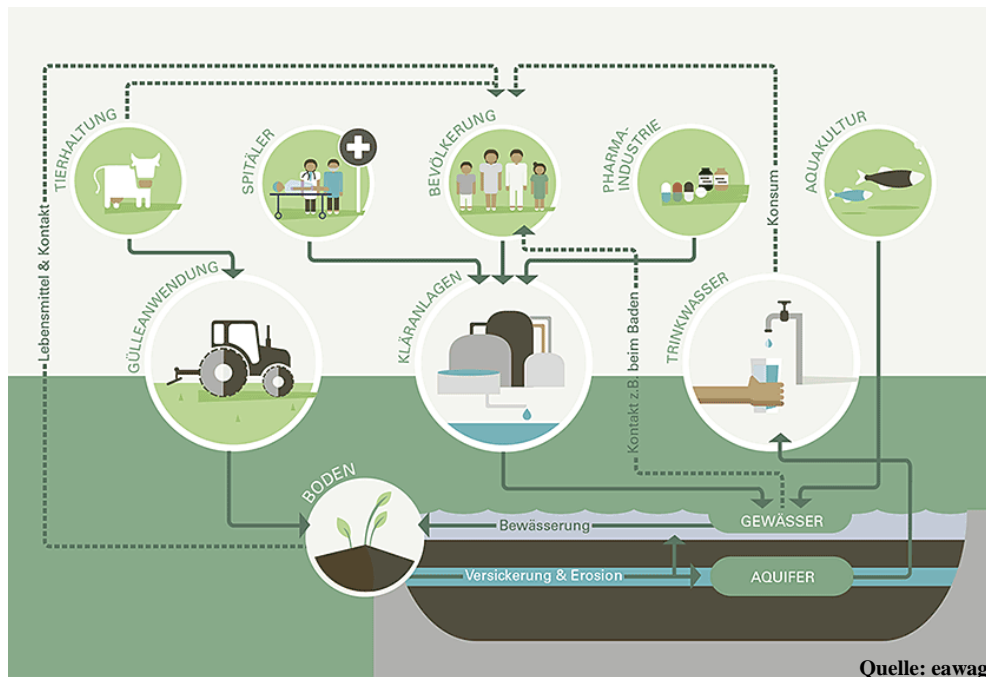 TIERHALTUNG
SPITÄLER
BEVÖLKERUNG
PHARMA-
INDUSTRIE
AQUAKULTUR
Lebensmittel & Kontakt
GÜLLEANWENDUNG
KLÄRANLAGEN
Kontakt z.B. beim Baden
TRINKWASSER
Konsum
BODEN
Bewässerung
GEWÄSSER
Versickerung & Erosion
AQUIFER
Quelle: eawag